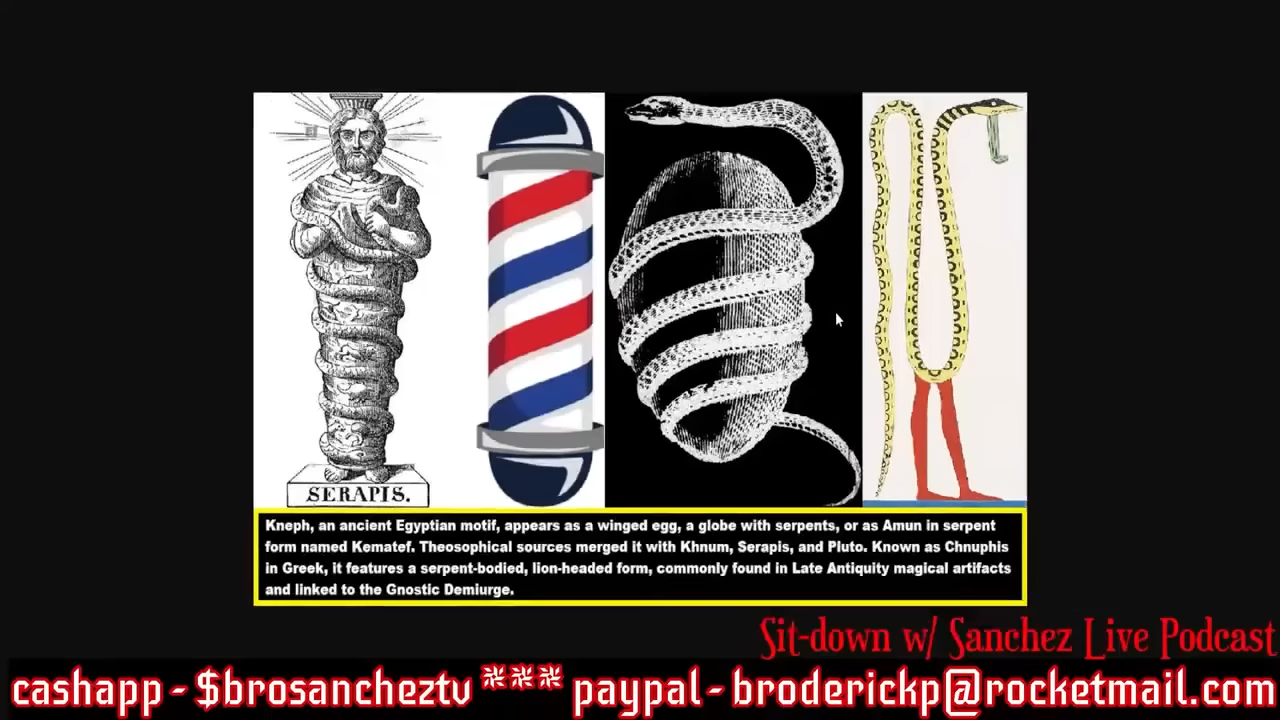 SERAPIS.
Kneph, an ancient Egyptian motif, appears as a winged egg, a globe with serpents, or as Amun in serpent
form named Kematef. Theosophical sources merged it with Khnum, Serapis, and Pluto. Known as Chnuphis
in Greek, it features a serpent-bodied, lion-headed form, commonly found in Late Antiquity magical artifacts
and linked to the Gnostic Demiurge.
Sit-down w/ Sanchez Live Podcast
cashapp - $brosancheztv *** paypal - broderickp@rocketmail.com